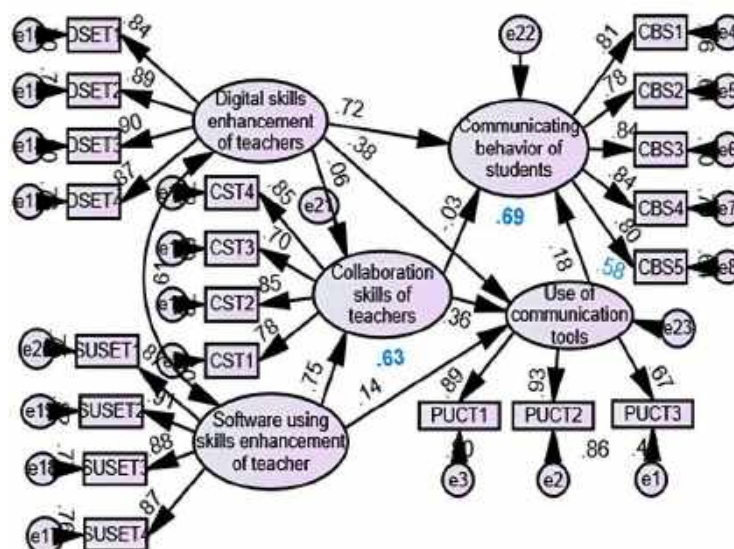 e22
.84
DSET1
.89
DSET2
.90
DSET3
.87
DSET4
Digital skills
enhancement
of teachers
.72
.38
.06
e21
Communicating
behavior of
students
.81
CBS1
.78
CBS2
.84
CBS3
.84
CBS4
.80
CBS5
.69
.58
-.03
.18
.85
CST4
.70
CST3
.85
CST2
.78
CST1
Collaboration
skills of
teachers
.63
.36
Use of
communication
tools
e23
.61
.75
.14
SUSET1
SUSET2
.91
SUSET3
.88
SUSET4
.87
Software using
skills enhancement
of teacher
.89
.93
.67
PUCT1
PUCT2
PUCT3
.86
e3
e2
e1